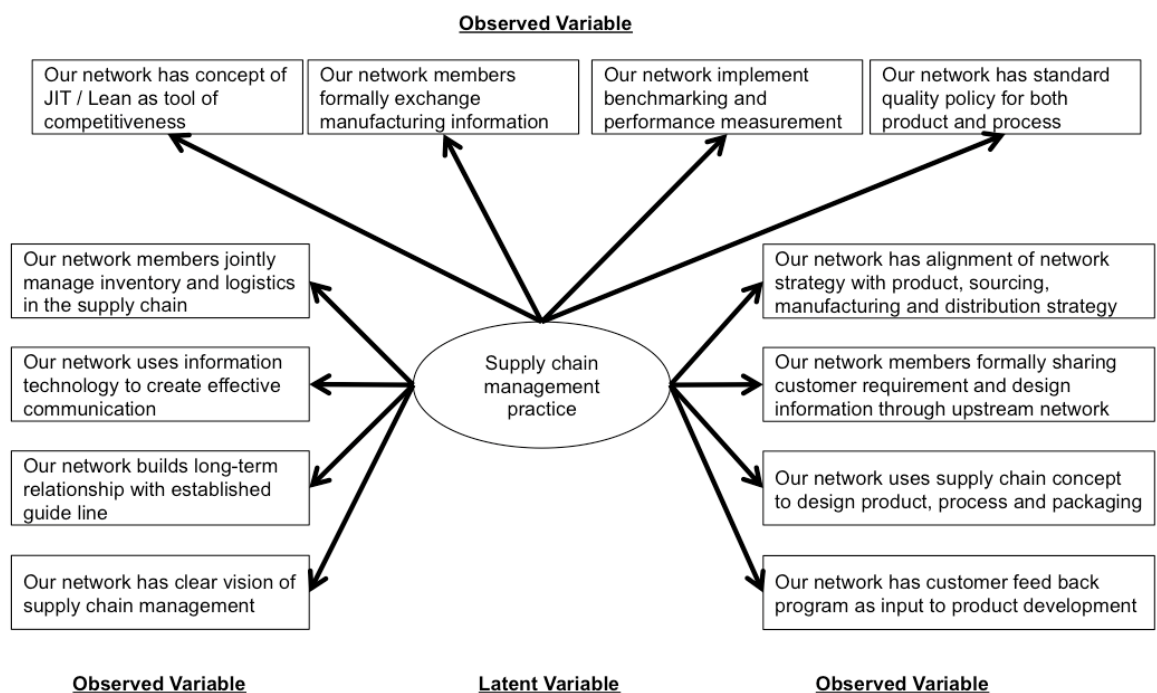 Observed Variable
Our network has concept of
JIT / Lean as tool of
competitiveness
Our network members
formally exchange
manufacturing information
Our network implement
benchmarking and
performance measurement
Our network has standard
quality policy for both
product and process
Our network members jointly
manage inventory and logistics
in the supply chain
Our network uses information
technology to create effective
communication
Our network builds long-term
relationship with established
guide line
Our network has clear vision of
supply chain management
Supply chain
management
practice
Our network has alignment of network
strategy with product, sourcing,
manufacturing and distribution strategy
Our network members formally sharing
customer requirement and design
information through upstream network
Our network uses supply chain concept
to design product, process and packaging
Our network has customer feed back
program as input to product development
Observed Variable
Latent Variable
Observed Variable